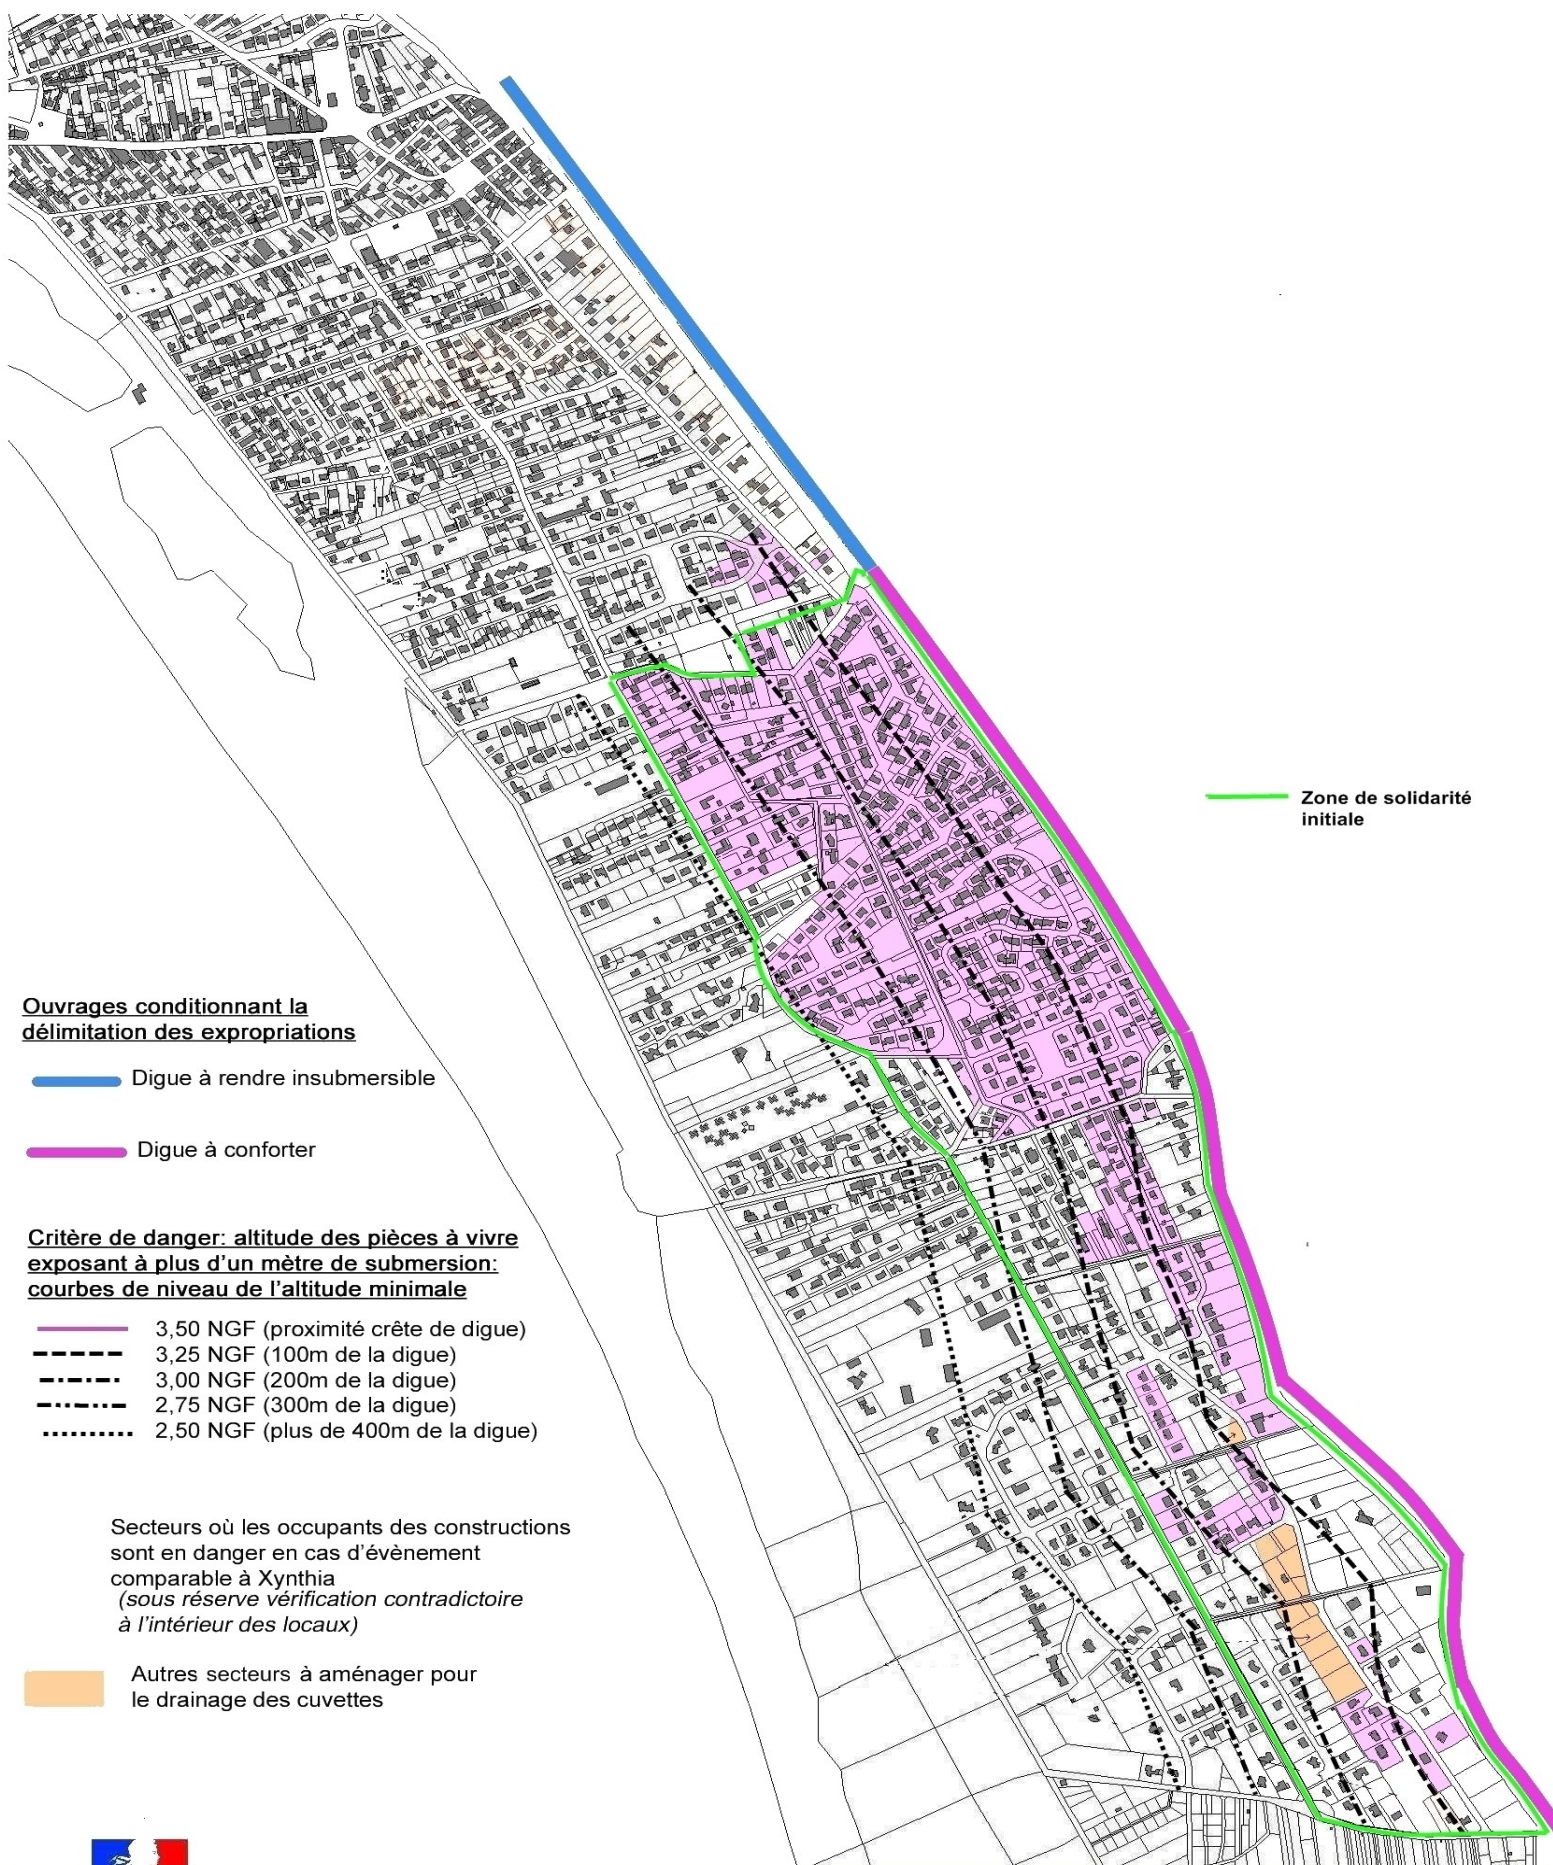 Zone de solidarité
initiale
Ouvrages conditionnant la
délimitation des expropriations
Digue à rendre insubmersible
Digue à conforter
Critère de danger: altitude des pièces à vivre
exposant à plus d'un mètre de submersion:
courbes de niveau de l'altitude minimale
3,50 NGF (proximité crête de digue)
3,25 NGF (100m de la digue)
3,00 NGF (200m de la digue)
2,75 NGF (300m de la digue)
2,50 NGF (plus de 400m de la digue)
Secteurs où les occupants des constructions
sont en danger en cas d'évènement
comparable à Xynthia
(sous réserve vérification contradictoire
à l'intérieur des locaux)
Autres secteurs à aménager pour
le drainage des cuvettes